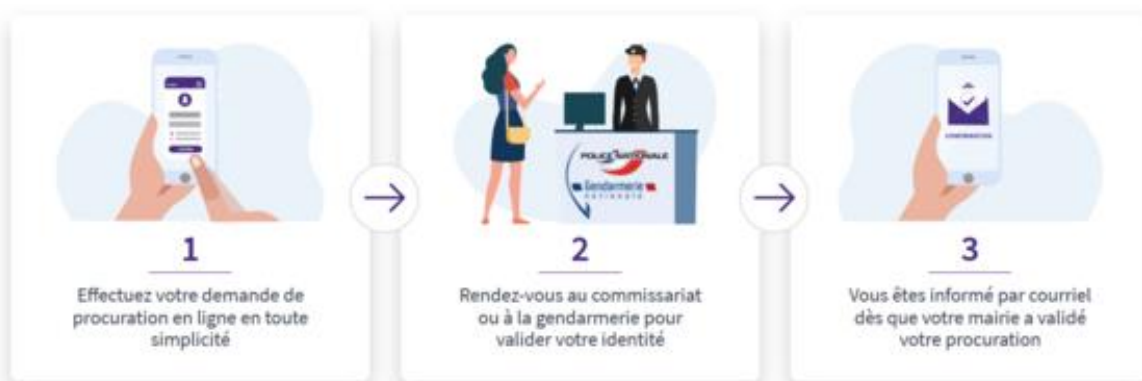 CONFIRMATION
POLICE NATIONALE
Gendarmerie
nationale
1
Effectuez votre demande de
procuration en ligne en toute
simplicité
2
Rendez-vous au commissariat
ou à la gendarmerie pour
valider votre identité
3
Vous êtes informé par courriel
dès que votre mairie a validé
votre procuration